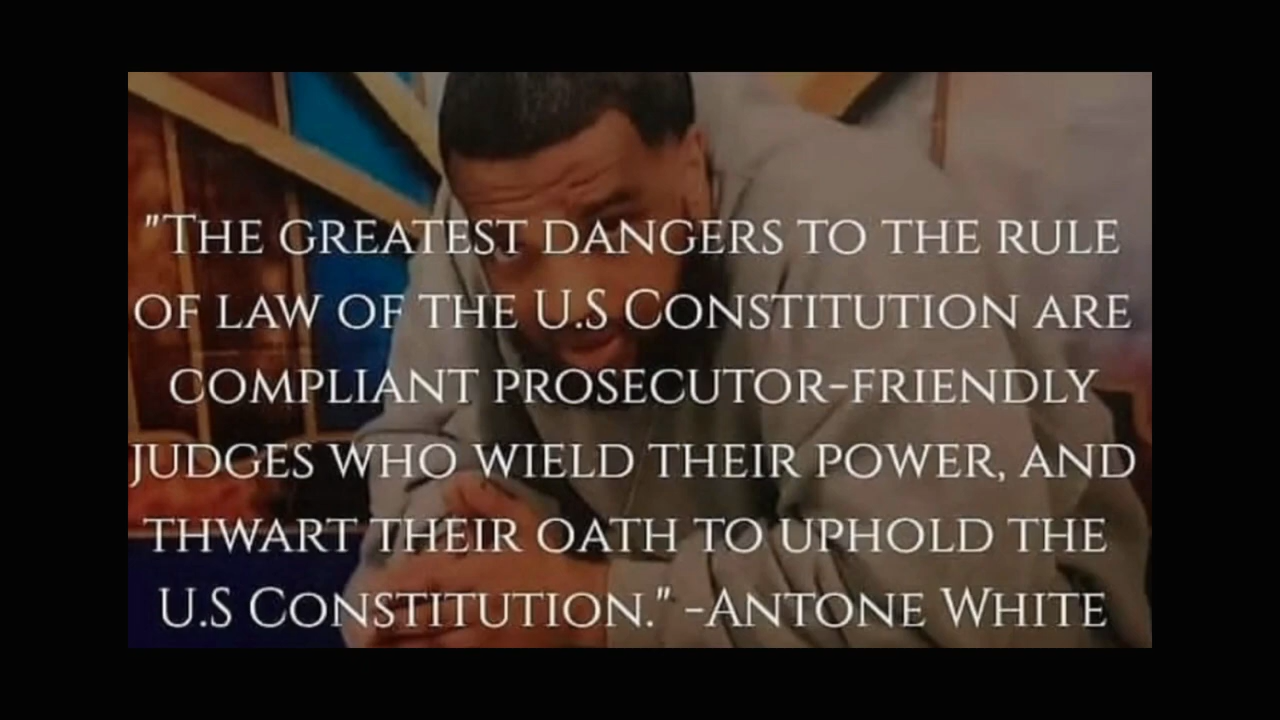 "The greatest dangers to the rule
of law of the U.S Constitution are
compliant prosecutor-friendly
judges who wield their power, and
thwart their oath to uphold the
U.S Constitution." -Antone White